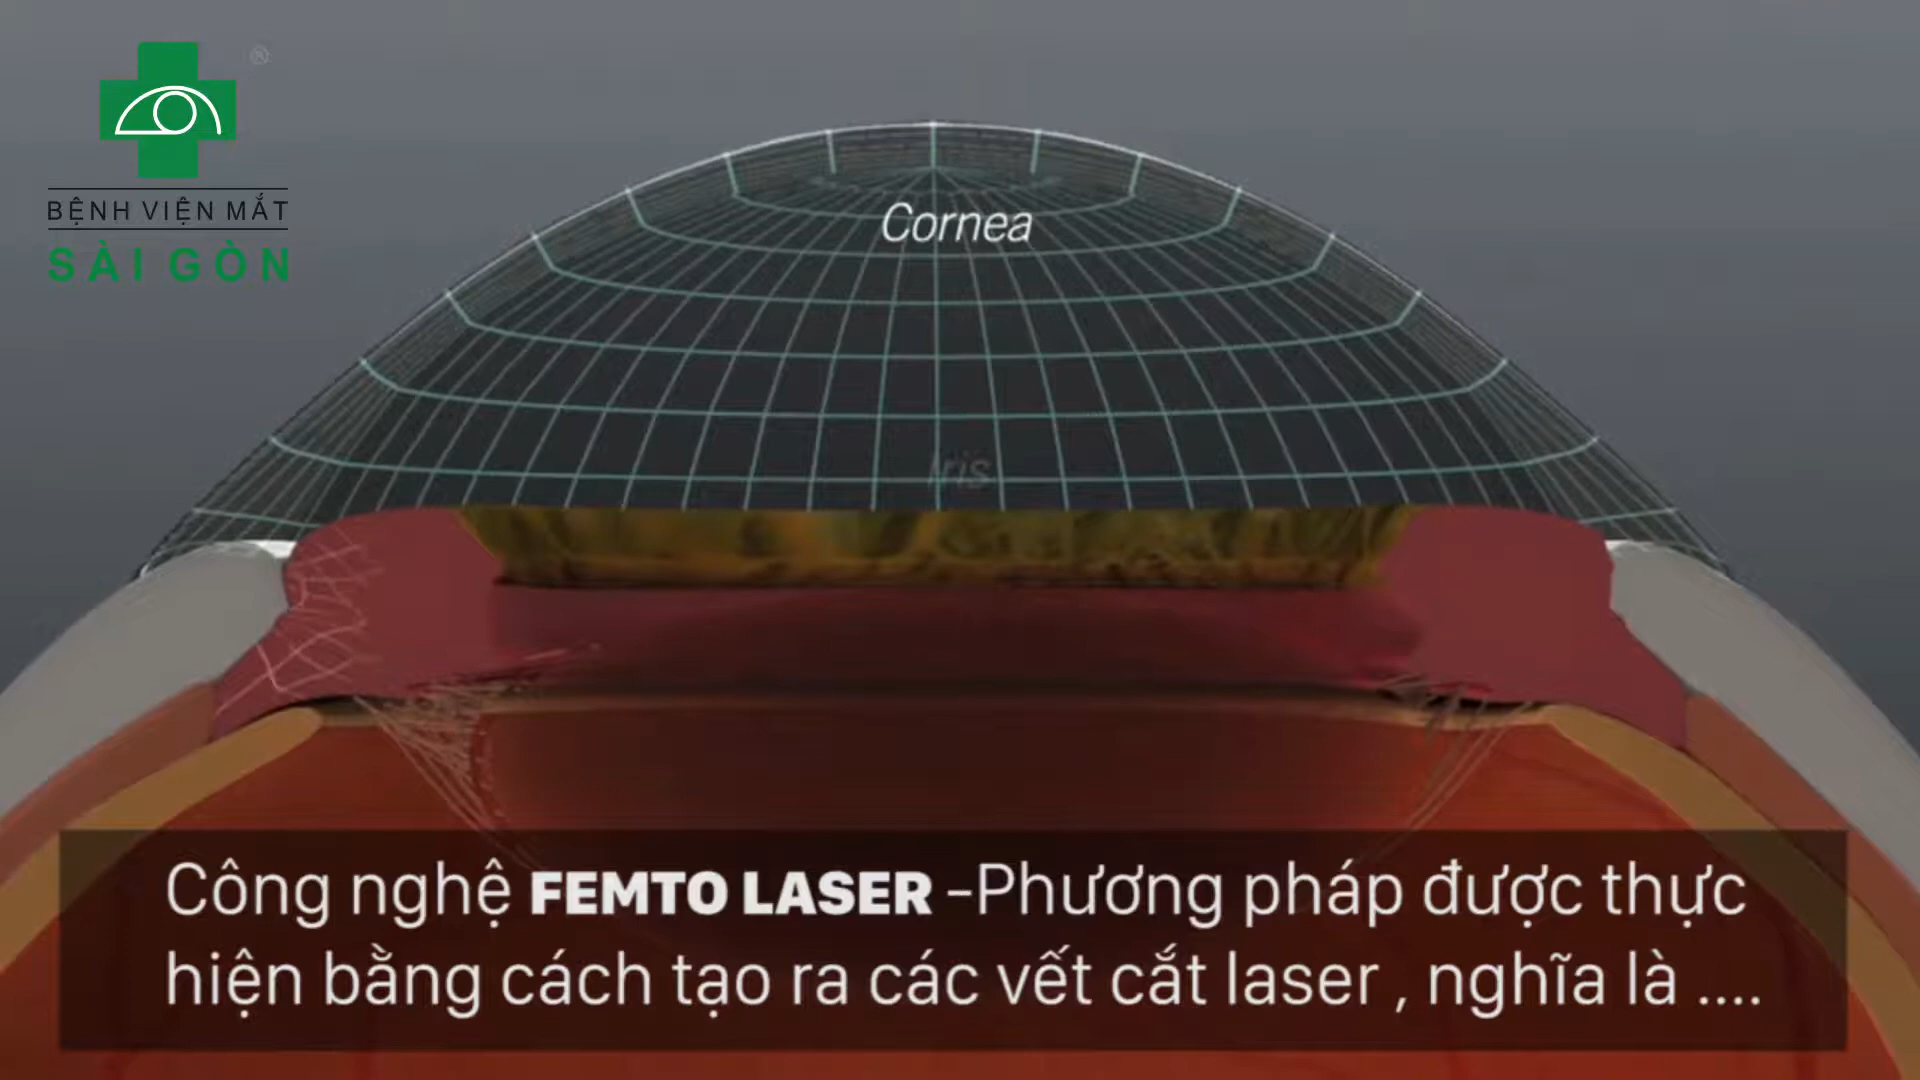 ®
BỆNH VIỆN MẮT
SÀI GÒN
Cornea
Iris
Công nghệ FEMTO LASER -Phương pháp được thực
hiện bằng cách tạo ra các vết cắt laser , nghĩa là ....